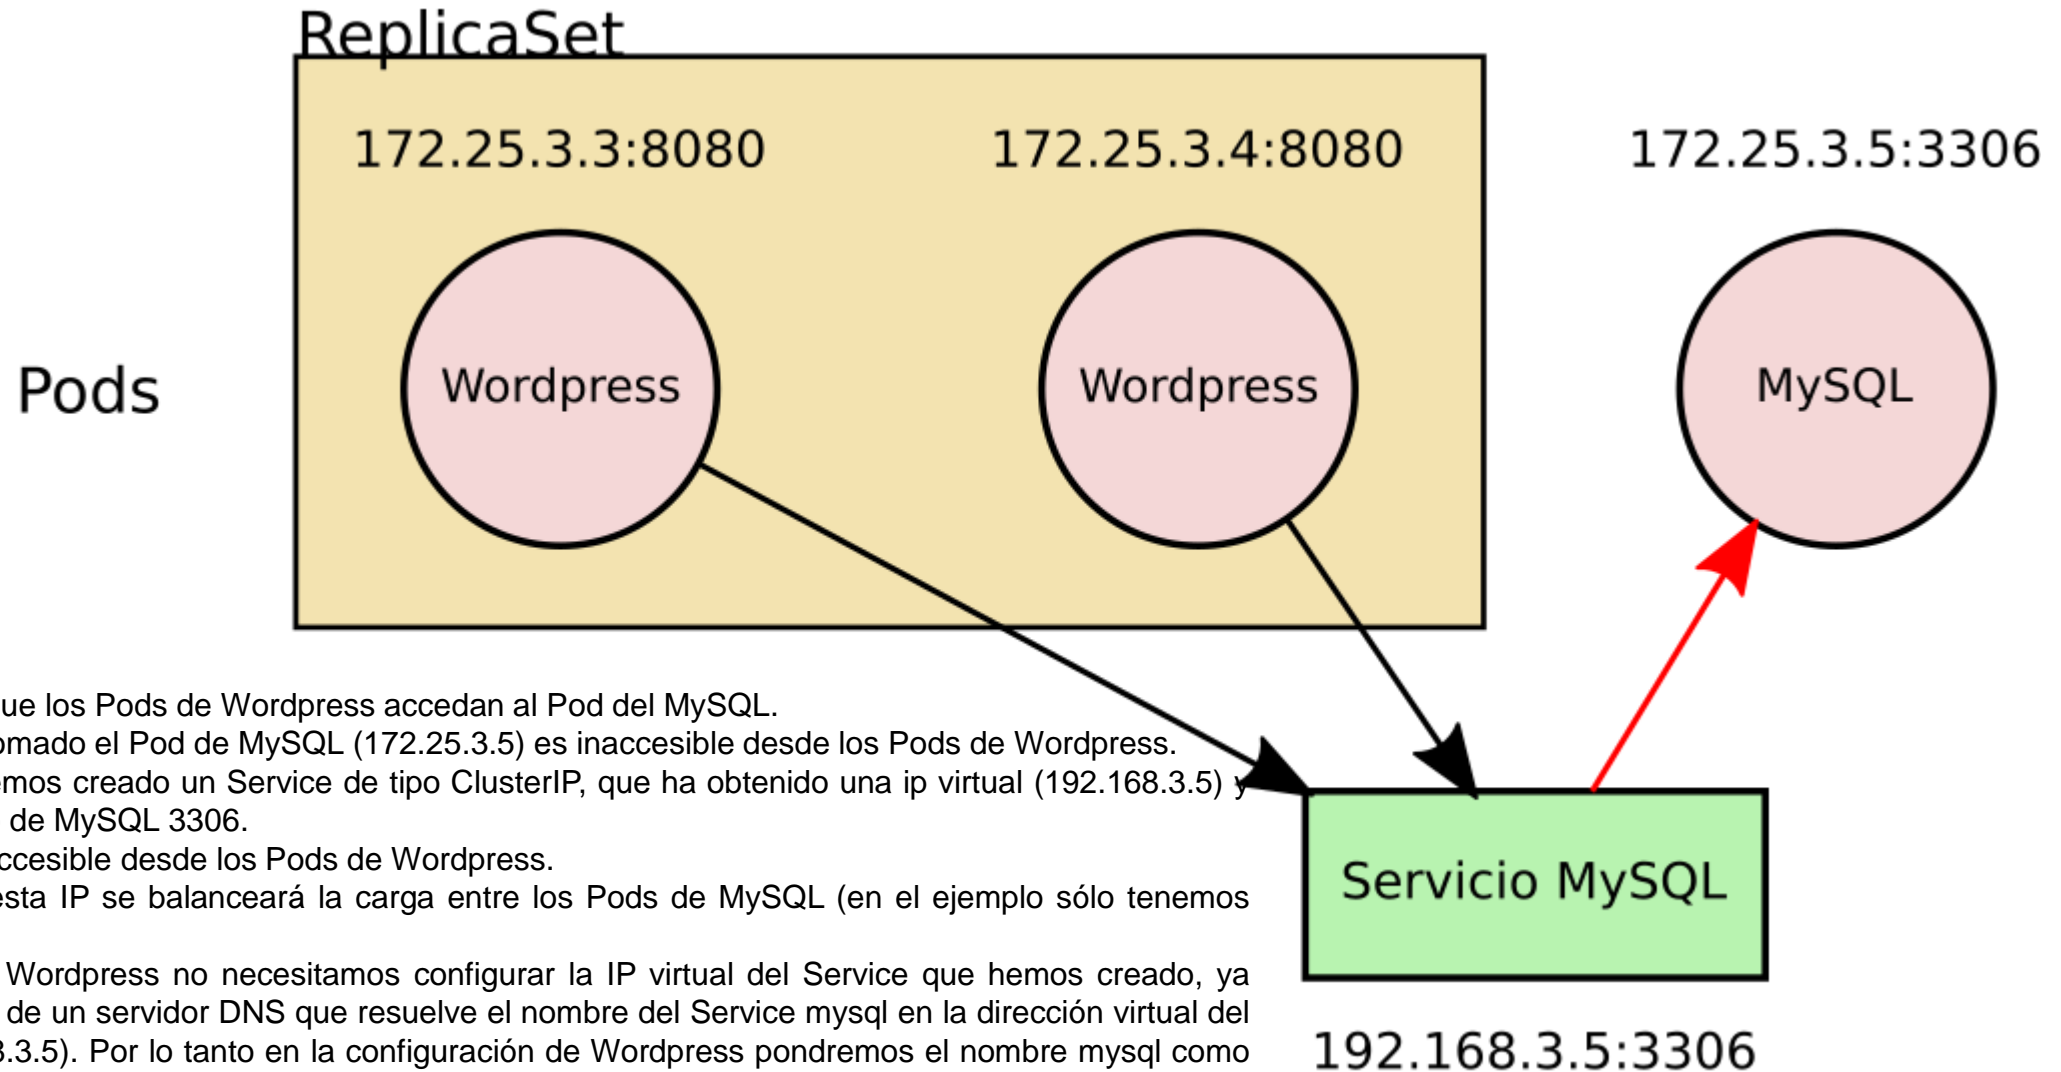 ReplicaSet
172.25.3.3:8080
172.25.3.4:8080
172.25.3.5:3306
Pods
Wordpress
Wordpress
MySQL
ue los Pods de Wordpress accedan al Pod del MySQL.
omado el Pod de MySQL (172.25.3.5) es inaccesible desde los Pods de Wordpress.
emos creado un Service de tipo ClusterIP, que ha obtenido una ip virtual (192.168.3.5) y
de MySQL 3306.
ccesible desde los Pods de Wordpress.
esta IP se balanceará la carga entre los Pods de MySQL (en el ejemplo sólo tenemos
Wordpress no necesitamos configurar la IP virtual del Service que hemos creado, ya
de un servidor DNS que resuelve el nombre del Service mysql en la dirección virtual del
.3.5). Por lo tanto en la configuración de Wordpress pondremos el nombre mysql como
Servicio MySQL
192.168.3.5:3306